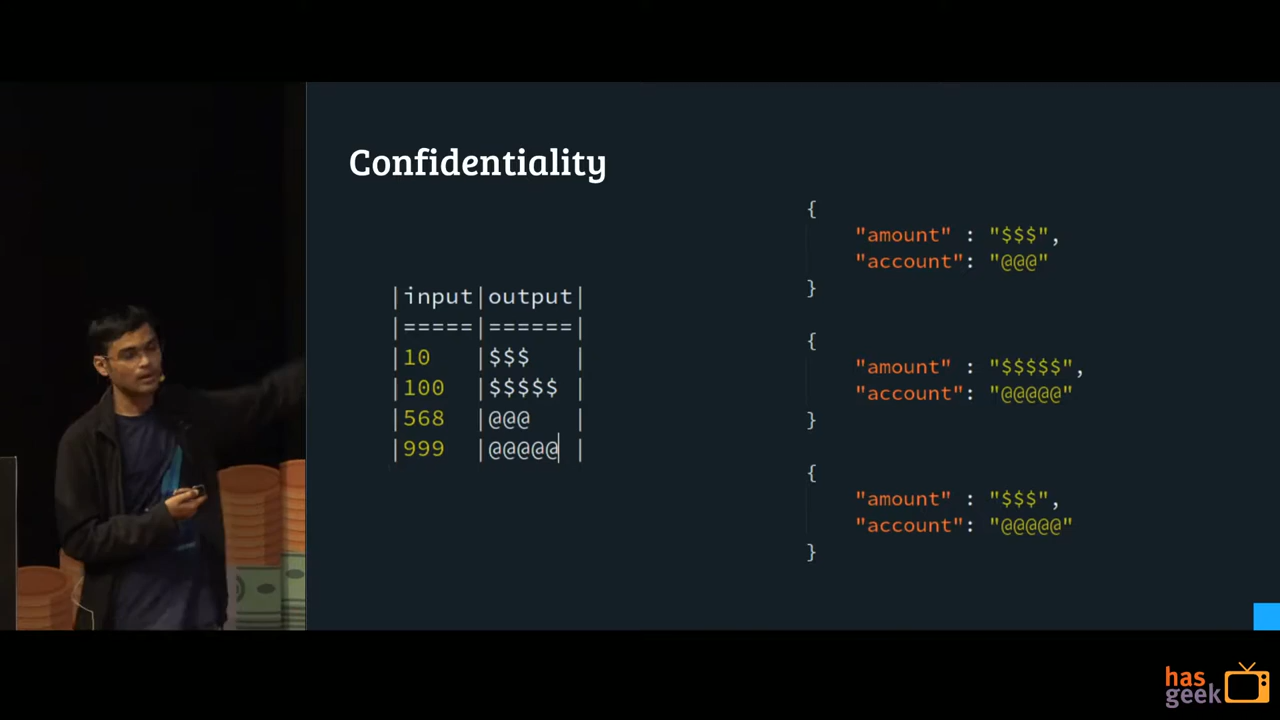 Confidentiality
|input|output|
|=====|======|
|10 |$$$ |
|100 |$$$$$ |
|568 |@@@ |
|999 |@@@@@ |
{
"amount" : "$$$",
"account": "@@@"
}
{
"amount" : "$$$$$",
"account": "@@@@@"
}
{
"amount" : "$$$",
"account": "@@@@@"
}
has
geek